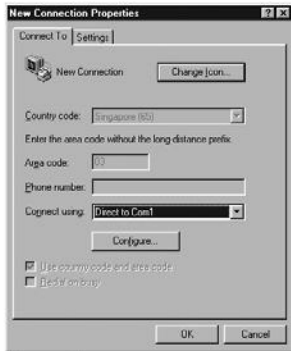 New Connection Properties
Connect To Settings
New Connection Change Icon...
Country code: Singapore (65)
Enter the area code without the long-distance prefix.
Area code: 03
Phone number:
Connect using: Direct to Com1
Configure...
Use country code and area code
Redial on busy
OK Cancel